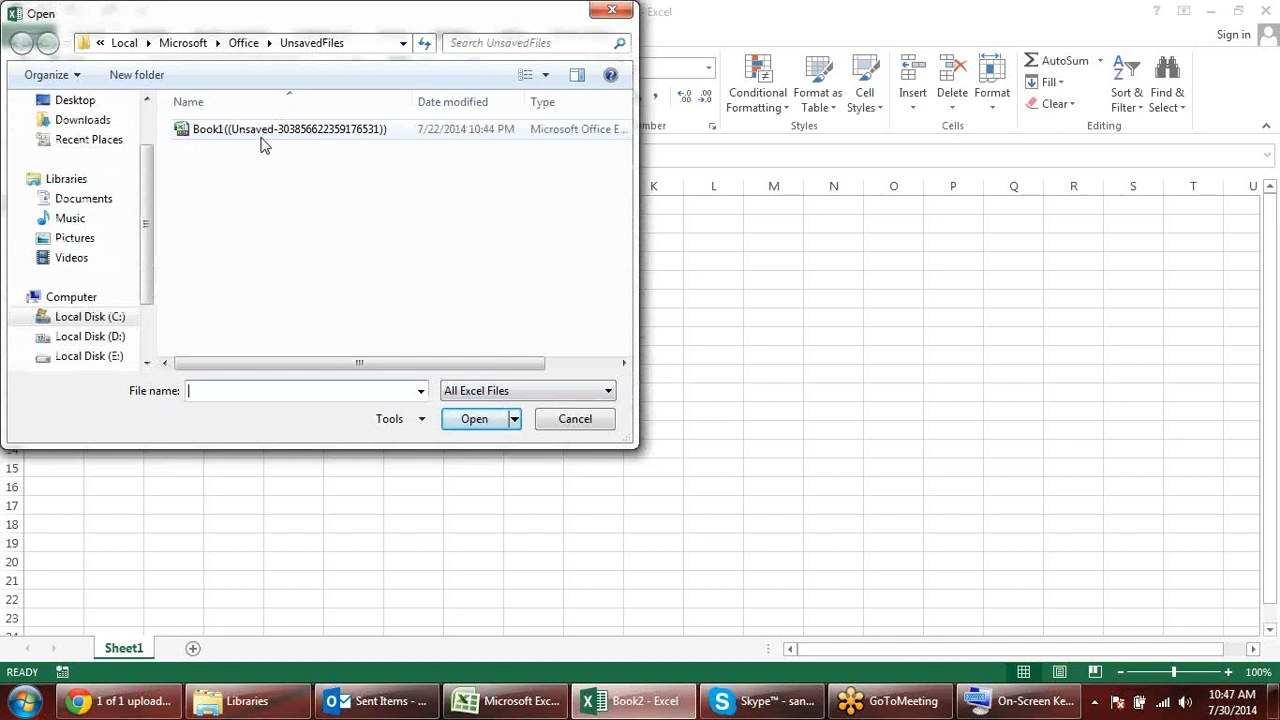 Open
- Excel
Sign in
Local Microsoft Office UnsavedFiles
Search UnsavedFiles
Organize New folder
Name Date modified Type
Book1((Unsaved-303856622359176531)) 7/22/2014 10:44 PM Microsoft Office E...
Desktop
Downloads
Recent Places
Libraries
Documents
Music
Pictures
Videos
Computer
Local Disk (C:)
Local Disk (D:)
Local Disk (E:)
File name: All Excel Files
Tools Open Cancel
Conditional Formatting
Format as Table
Cell Styles
Styles
Insert
Delete
Format
Cells
AutoSum
Fill
Clear
Sort & Filter
Find & Select
Editing
K L M N O P Q R S T U
15
16
17
18
19
20
21
22
23
Sheet1
READY 100%
1 of 1 upload...
Libraries
Sent Items - ...
Microsoft Exc...
Book2 - Excel
Skype™ - san...
GoToMeeting
On-Screen Ke...
10:47 AM
7/30/2014